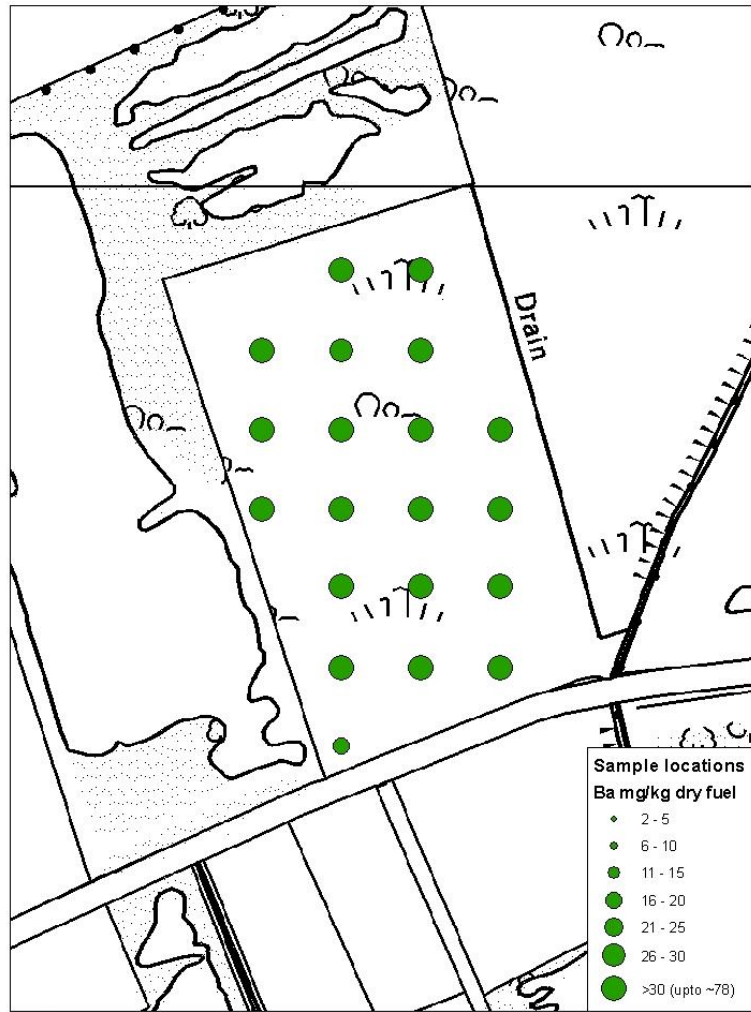 Drain
Sample locations
Ba mg/kg dry fuel
2 - 5
6 - 10
11 - 15
16 - 20
21 - 25
26 - 30
>30 (upto ~78)